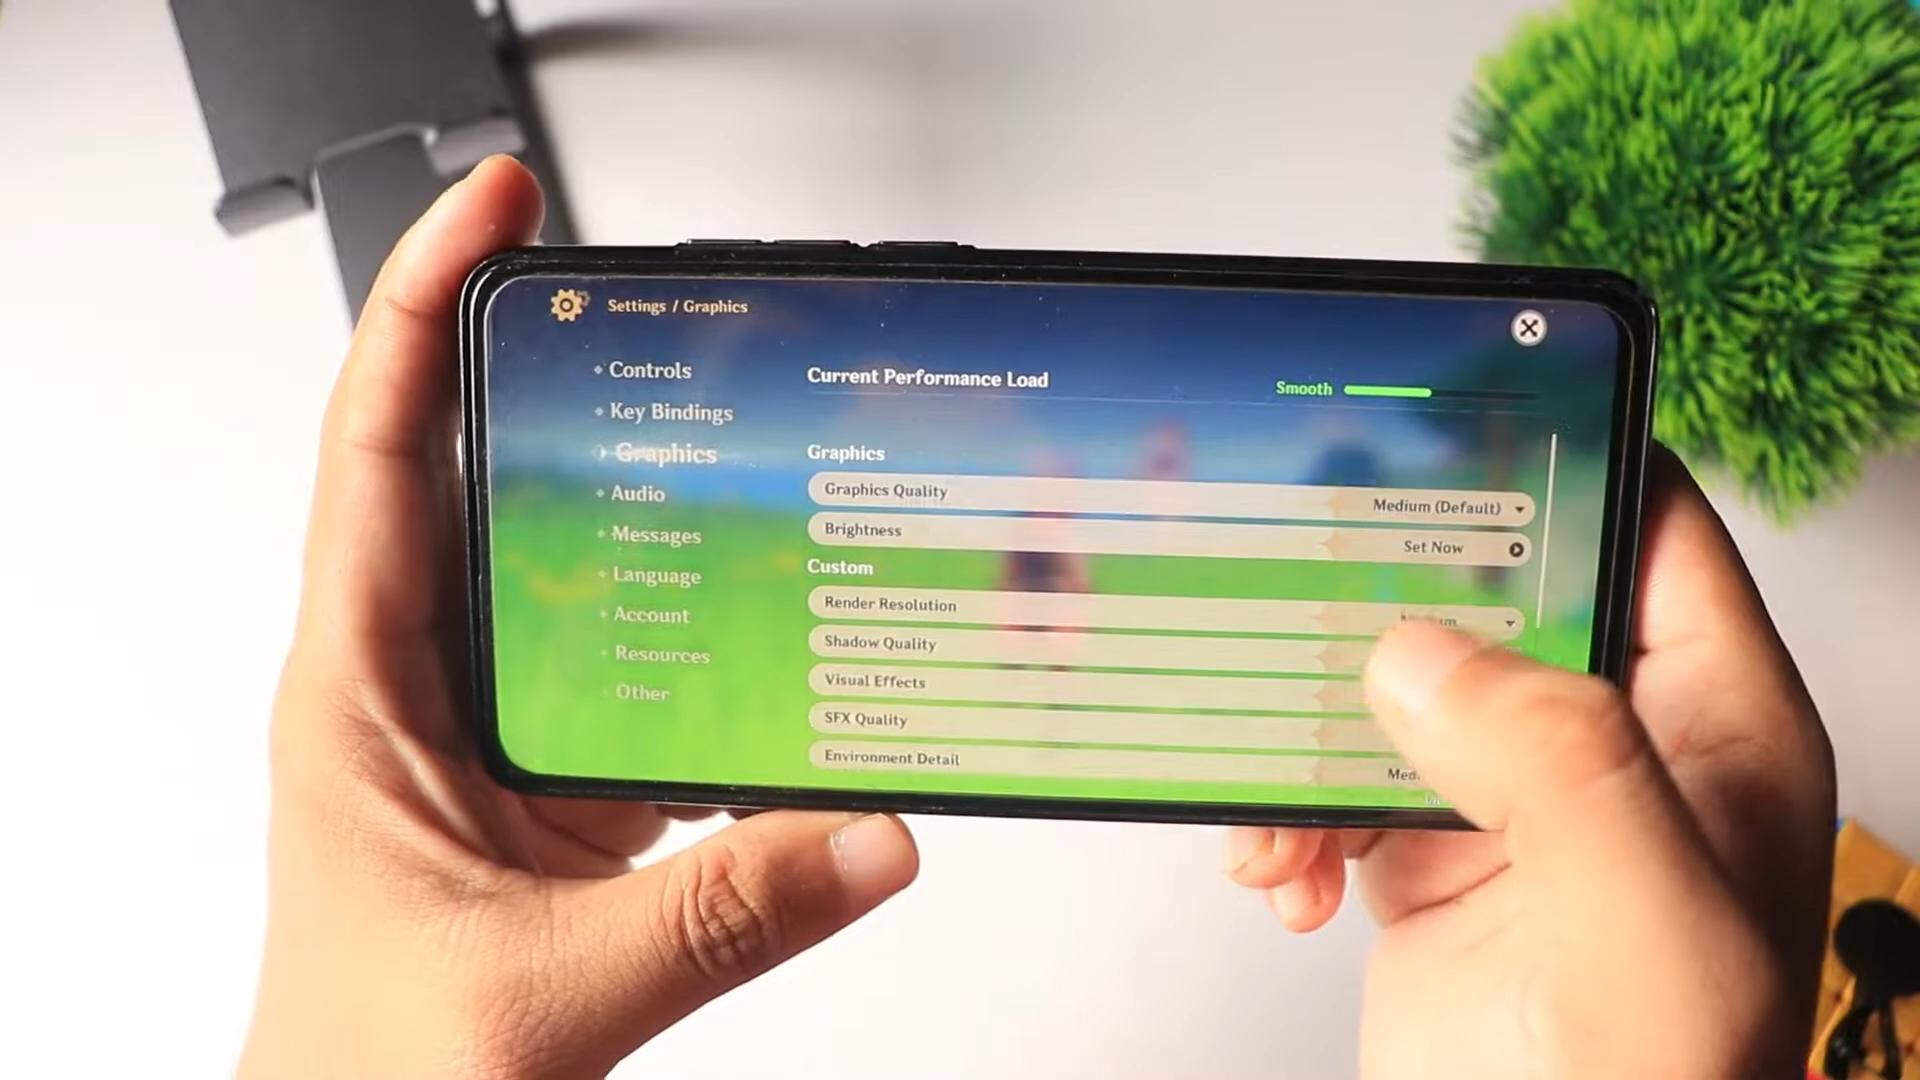 Settings / Graphics
Controls
Key Bindings
Graphics
Audio
Messages
Language
Account
Resources
Other
Current Performance Load
Smooth
Graphics
Graphics Quality Medium (Default)
Brightness Set Now
Custom
Render Resolution
Shadow Quality
Visual Effects
SFX Quality
Environment Detail